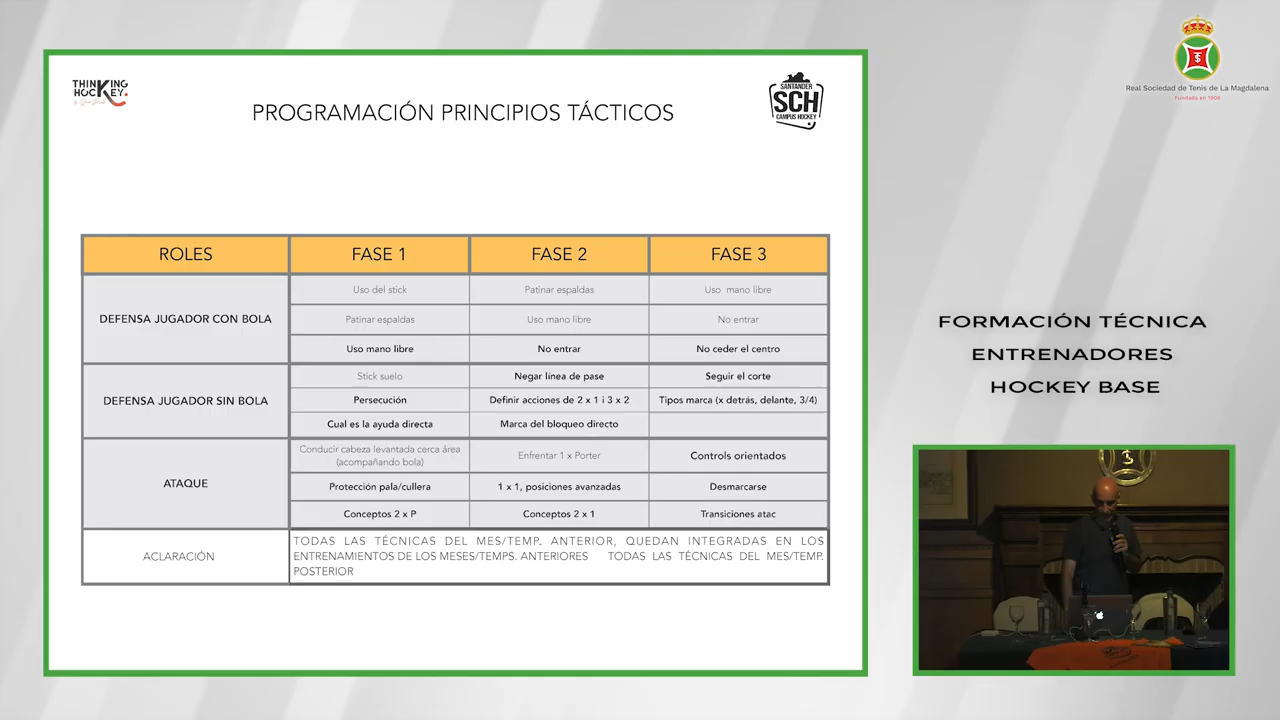 THINKING
HOCKEY.
PROGRAMACIÓN PRINCIPIOS TÁCTICOS
SANTANDER
SCH
CAMPUS HOCKEY
Real Sociedad de Tenis de La Magdalena
Fundada en 1906
ROLES FASE 1 FASE 2 FASE 3
DEFENSA JUGADOR CON BOLA
Uso del stick Patinar espaldas Uso mano libre
Patinar espaldas Uso mano libre No entrar
Uso mano libre No entrar No ceder el centro
DEFENSA JUGADOR SIN BOLA
Stick suelo Negar línea de pase Seguir el corte
Persecución Definir acciones de 2 x 1 i 3 x 2 Tipos marca (x detrás, delante, 3/4)
Cual es la ayuda directa Marca del bloqueo directo
ATAQUE
Conducir cabeza levantada cerca área
(acompañando bola) Enfrentar 1 x Porter Controls orientados
Protección pala/cullera 1 x 1, posiciones avanzadas Desmarcarse
Conceptos 2 x P Conceptos 2 x 1 Transiciones atac
ACLARACIÓN
TODAS LAS TÉCNICAS DEL MES/TEMP. ANTERIOR, QUEDAN INTEGRADAS EN LOS
ENTRENAMIENTOS DE LOS MESES/TEMPS. ANTERIORES TODAS LAS TÉCNICAS DEL MES/TEMP.
POSTERIOR
FORMACIÓN TÉCNICA
ENTRENADORES
HOCKEY BASE